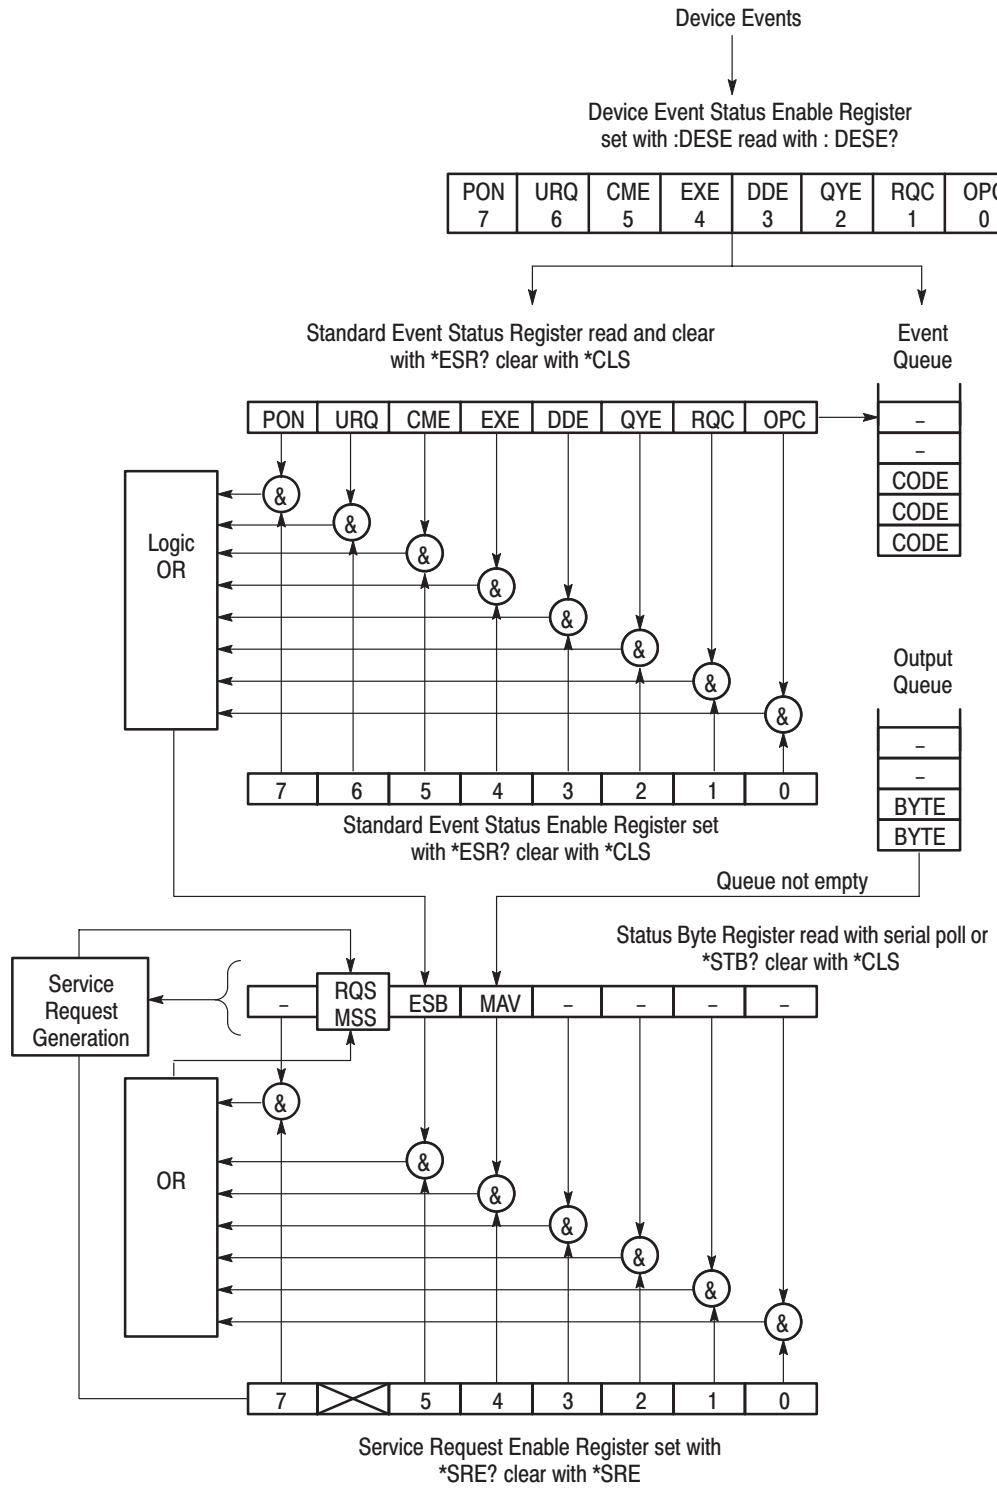 Device Events
Device Event Status Enable Register
set with :DESE read with : DESE?
PON URQ CME EXE DDE QYE RQC OPC
7 6 5 4 3 2 1 0
Standard Event Status Register read and clear
with *ESR? clear with *CLS
Event
Queue
PON URQ CME EXE DDE QYE RQC OPC
–
–
CODE
CODE
CODE
Logic
OR
&
&
&
&
&
&
&
&
Output
Queue
–
–
BYTE
BYTE
7 6 5 4 3 2 1 0
Standard Event Status Enable Register set
with *ESR? clear with *CLS
Queue not empty
Status Byte Register read with serial poll or
*STB? clear with *CLS
Service
Request
Generation
– RQS MSS ESB MAV – – – –
OR
&
&
&
&
&
&
&
7 5 4 3 2 1 0
Service Request Enable Register set with
*SRE? clear with *SRE